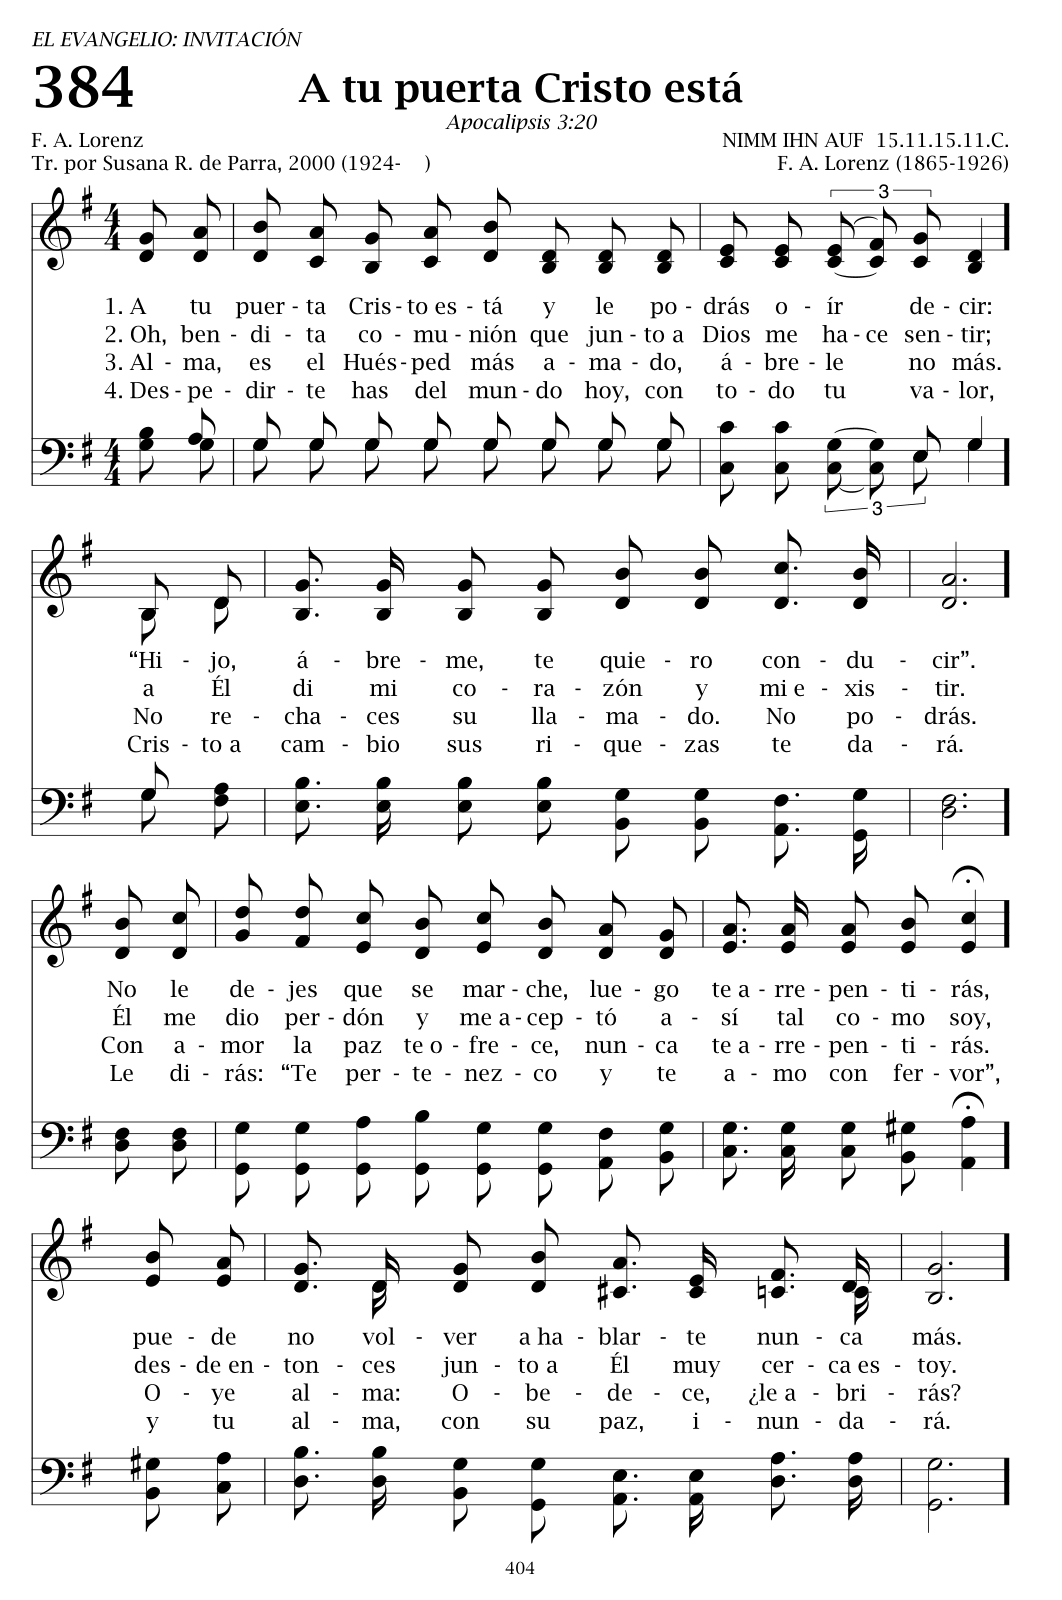 EL EVANGELIO: INVITACIÓN
384 A tu puerta Cristo está
Apocalipsis 3:20
F. A. Lorenz NIMM IHN AUF 15.11.15.11.C.
Tr. por Susana R. de Parra, 2000 (1924- ) F. A. Lorenz (1865-1926)
3
1. A tu puer - ta Cris - to es - tá y le po - drás o - ír de - cir:
2. Oh, ben - di - ta co - mu - nión que jun - to a Dios me ha - ce sen - tir;
3. Al - ma, es el Hués - ped más a - ma - do, á - bre - le no más.
4. Des - pe - dir - te has del mun - do hoy, con to - do tu va - lor,
3
“Hi - jo, á - bre - me, te quie - ro con - du - cir”.
a Él di mi co - ra - zón y mi e - xis - tir.
No re - cha - ces su lla - ma - do. No po - drás.
Cris - to a cam - bio sus ri - que - zas te da - rá.
No le de - jes que se mar - che, lue - go te a - rre - pen - ti - rás,
Él me dio per - dón y me a - cep - tó a - sí tal co - mo soy,
Con a - mor la paz te o - fre - ce, nun - ca te a - rre - pen - ti - rás.
Le di - rás: “Te per - te - nez - co y te a - mo con fer - vor”,
pue - de no vol - ver a ha - blar - te nun - ca más.
des - de en - ton - ces jun - to a Él muy cer - ca es - toy.
O - ye al - ma: O - be - de - ce, ¿le a - bri - rás?
y tu al - ma, con su paz, i - nun - da - rá.
404